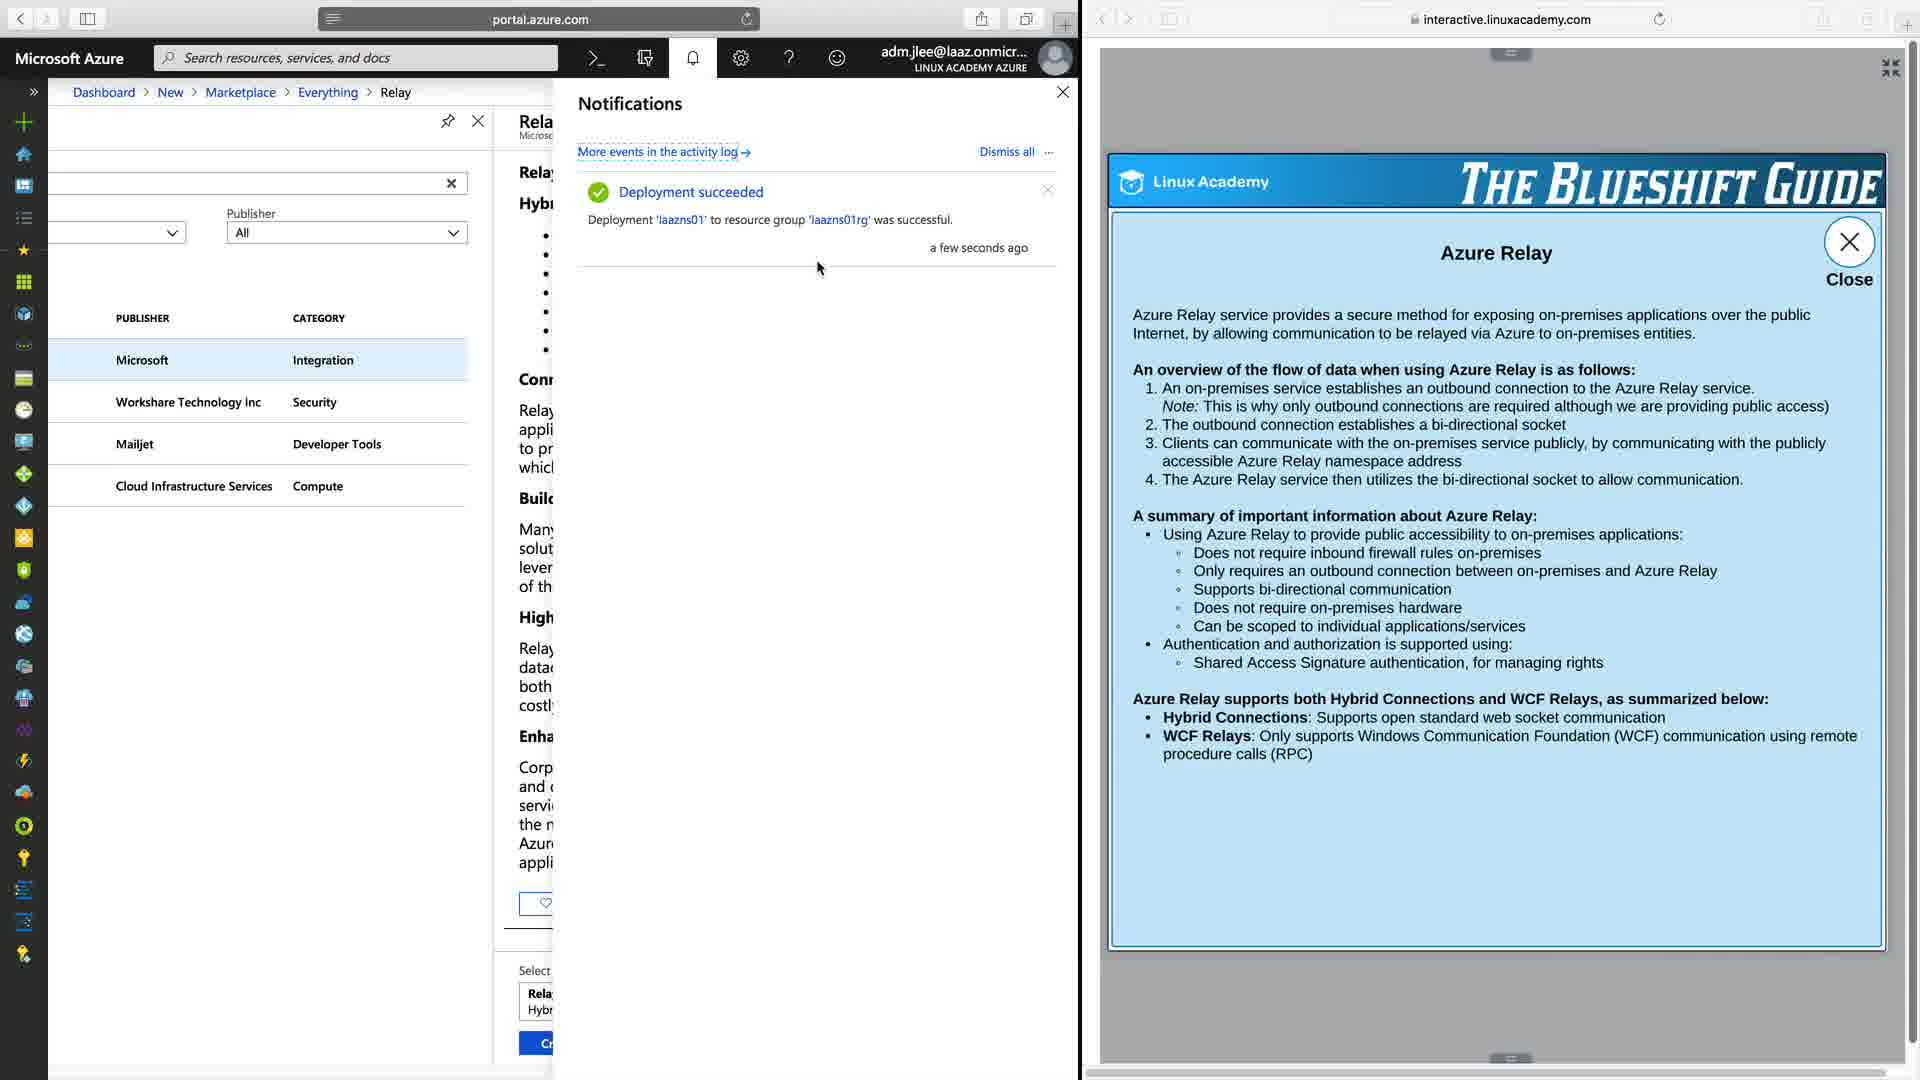 portal.azure.com
interactive.linuxacademy.com
Microsoft Azure
Search resources, services, and docs
adm.jlee@laaz.onmicr...
LINUX ACADEMY AZURE
Dashboard > New > Marketplace > Everything > Relay
Publisher
All
PUBLISHER CATEGORY
Microsoft Integration
Workshare Technology Inc Security
Mailjet Developer Tools
Cloud Infrastructure Services Compute
Rela
Microsc
Relay
Hybr
Conn
Relay
appli
to pr
which
Build
Many
solut
lever
of th
High
Relay
datac
both
costly
Enha
Corp
and c
servi
the n
Azure
appli
Select
Rela
Hybr
Cr
Notifications
More events in the activity log →
Dismiss all ...
Deployment succeeded
Deployment 'laazns01' to resource group 'laazns01rg' was successful.
a few seconds ago
Linux Academy
THE BLUESHIFT GUIDE
Azure Relay
Close
Azure Relay service provides a secure method for exposing on-premises applications over the public
Internet, by allowing communication to be relayed via Azure to on-premises entities.
An overview of the flow of data when using Azure Relay is as follows:
1. An on-premises service establishes an outbound connection to the Azure Relay service.
Note: This is why only outbound connections are required although we are providing public access)
2. The outbound connection establishes a bi-directional socket
3. Clients can communicate with the on-premises service publicly, by communicating with the publicly
accessible Azure Relay namespace address
4. The Azure Relay service then utilizes the bi-directional socket to allow communication.
A summary of important information about Azure Relay:
• Using Azure Relay to provide public accessibility to on-premises applications:
◦ Does not require inbound firewall rules on-premises
◦ Only requires an outbound connection between on-premises and Azure Relay
◦ Supports bi-directional communication
◦ Does not require on-premises hardware
◦ Can be scoped to individual applications/services
• Authentication and authorization is supported using:
◦ Shared Access Signature authentication, for managing rights
Azure Relay supports both Hybrid Connections and WCF Relays, as summarized below:
• Hybrid Connections: Supports open standard web socket communication
• WCF Relays: Only supports Windows Communication Foundation (WCF) communication using remote
procedure calls (RPC)